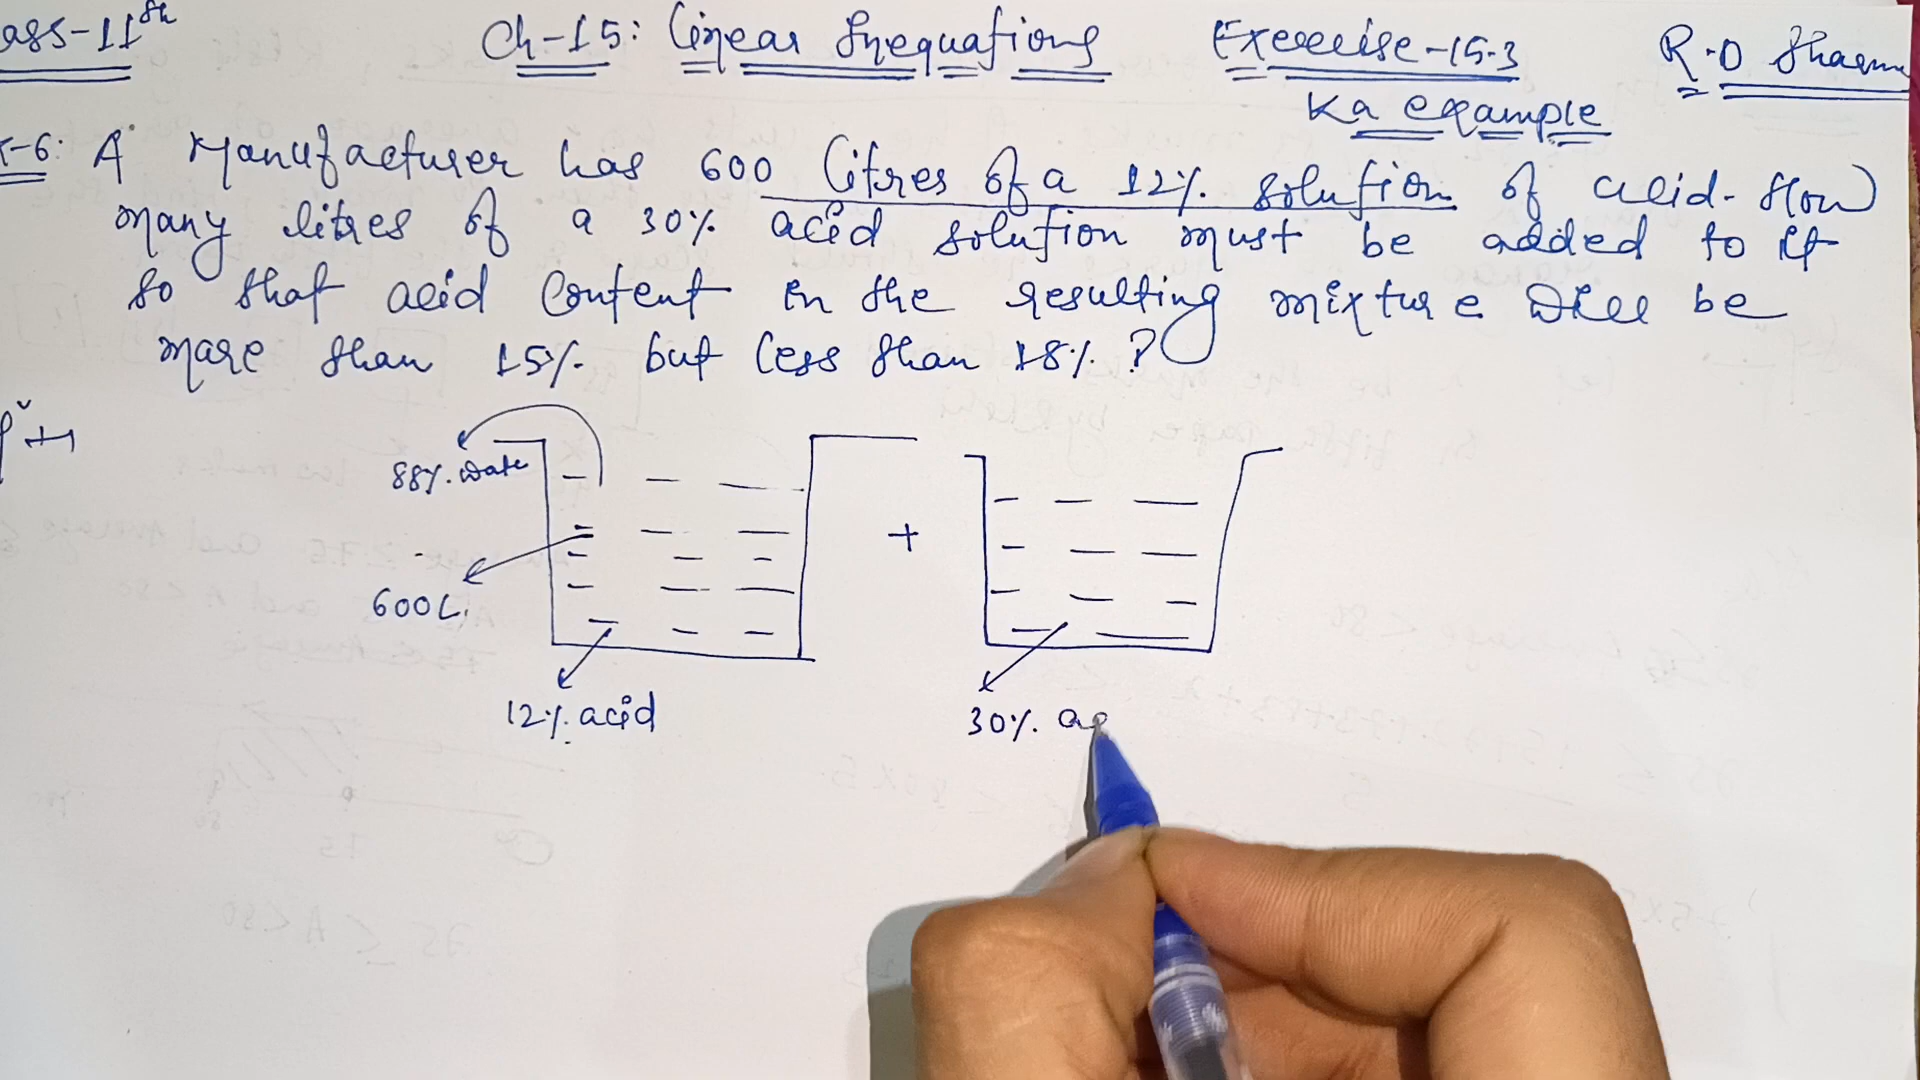 ass-11th Ch-15: Linear Inequations Exercise-15.3 R.D Sharma
Ka example
-6: A Manufacturer has 600 litres of a 12% solution of acid. How
many litres of a 30% acid solution must be added to it
so that acid content in the resulting mixture will be
more than 15% but less than 18%?
88%. wate
+
600L.
12%. acid
30%. ac